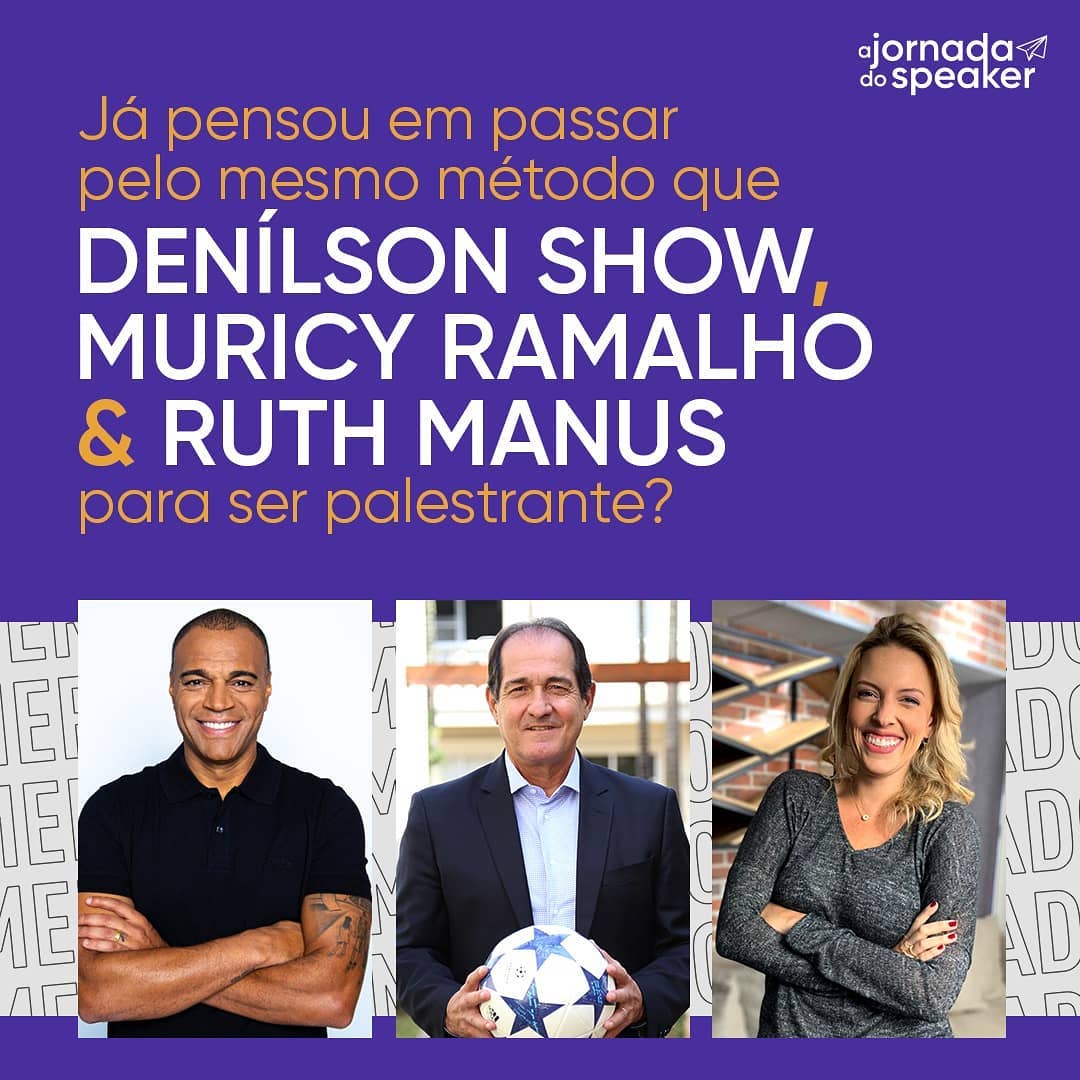 a jornada
do speaker
Já pensou em passar
pelo mesmo método que
DENÍLSON SHOW,
MURICY RAMALHO
& RUTH MANUS
para ser palestrante?